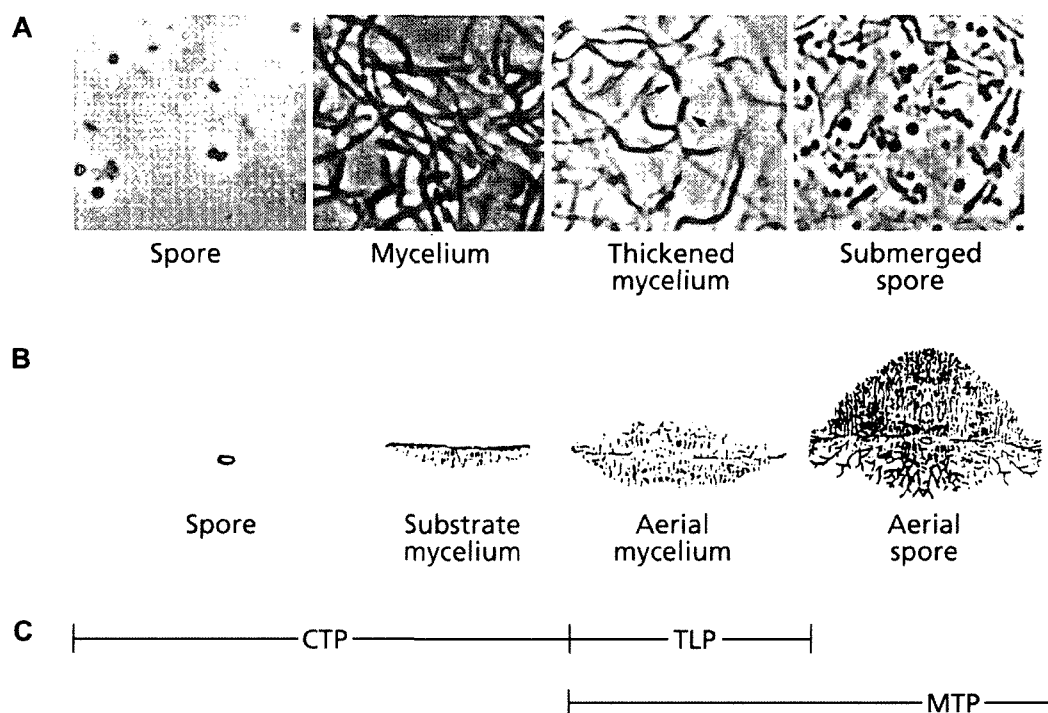 A
Spore
Mycelium
Thickened
mycelium
Submerged
spore
B
Spore
Substrate
mycelium
Aerial
mycelium
Aerial
spore
C
CTP
TLP
MTP